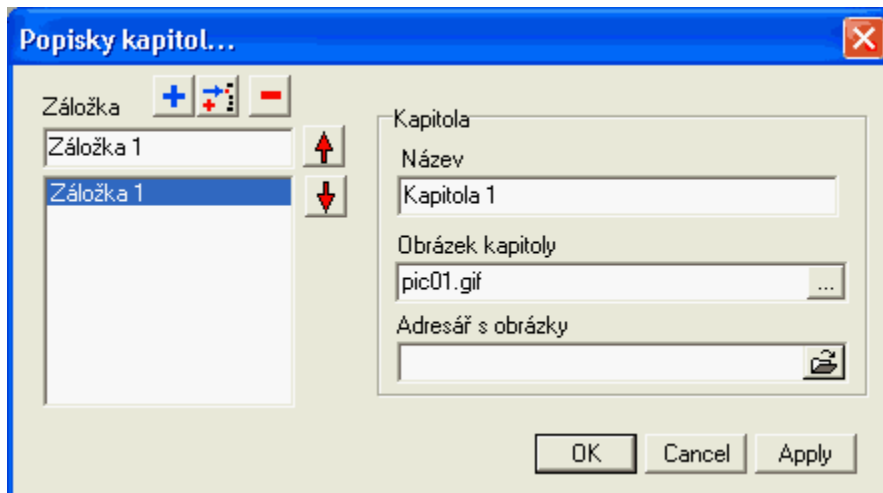 Popisky kapitol...
Záložka
Záložka 1
Záložka 1
Kapitola
Název
Kapitola 1
Obrázek kapitoly
pic01.gif
...
Adresář s obrázky
OK
Cancel
Apply